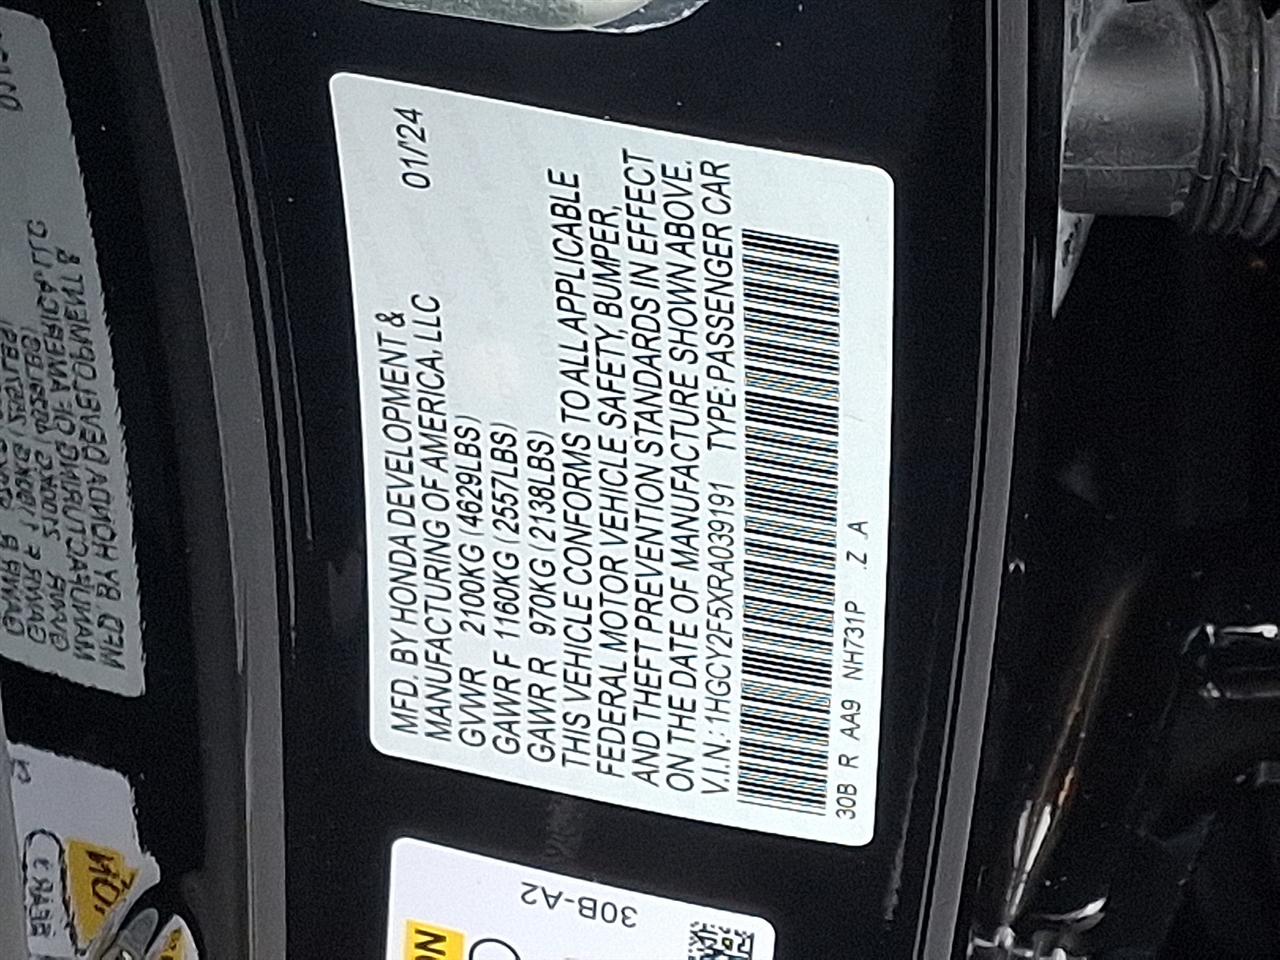 MFD. BY HONDA DEVELOPMENT &
MANUFACTURING OF AMERICA, LLC 01/24
GVWR 2100KG (4629LBS)
GAWR F 1160KG (2557LBS)
GAWR R 970KG (2138LBS)
THIS VEHICLE CONFORMS TO ALL APPLICABLE
FEDERAL MOTOR VEHICLE SAFETY, BUMPER,
AND THEFT PREVENTION STANDARDS IN EFFECT
ON THE DATE OF MANUFACTURE SHOWN ABOVE.
V.I.N.: 1HGCY2F5XRA039191 TYPE: PASSENGER CAR
30B R AA9 NH731P .Z A
30B-A2